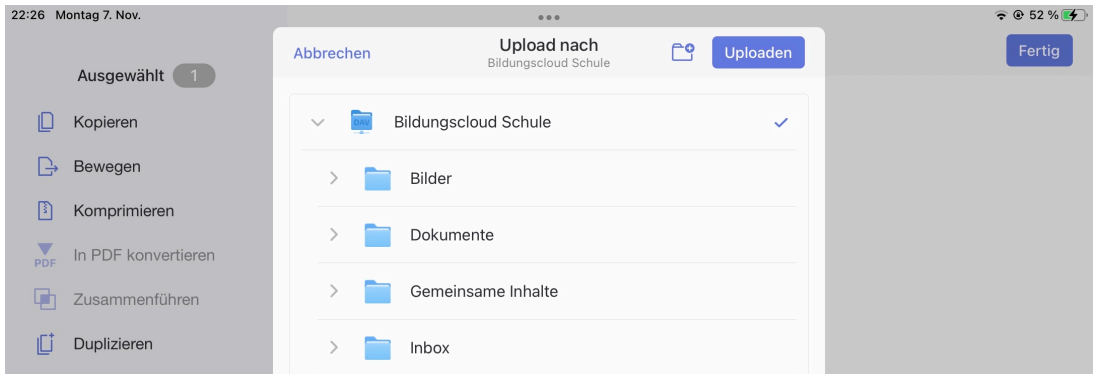 22:26 Montag 7. Nov.
52 %
Abbrechen
Upload nach
Bildungscloud Schule
Uploaden
Fertig
Ausgewählt 1
Kopieren
Bewegen
Komprimieren
PDF In PDF konvertieren
Zusammenführen
Duplizieren
DAV Bildungscloud Schule
Bilder
Dokumente
Gemeinsame Inhalte
Inbox